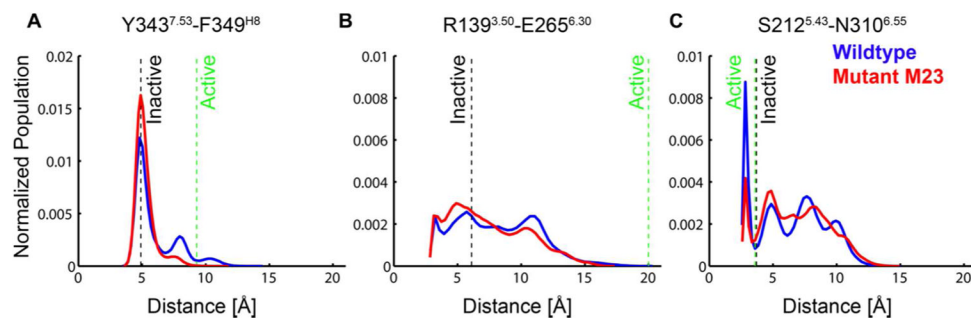 A Y343^7.53-F349^H8
B R139^3.50-E265^6.30
C S212^5.43-N310^6.55
Wildtype
Mutant M23
Normalized Population
0.02
0.015
0.01
0.005
0
0 5 10 15 20
Distance [Å]
Inactive
Active
0.01
0.008
0.006
0.004
0.002
0
0 5 10 15 20
Distance [Å]
Inactive
Active
0.01
0.008
0.006
0.004
0.002
0
0 5 10 15 20
Distance [Å]
Active
Inactive